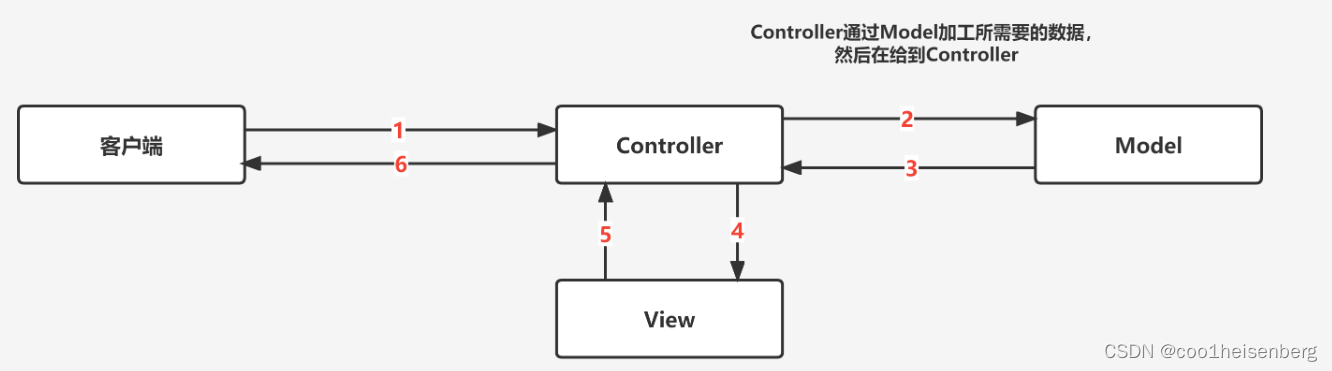 Controller通过Model加工所需要的数据,
然后在给到Controller
客户端
1
6
Controller
2
3
Model
5
4
View
CSDN @coo1heisenberg